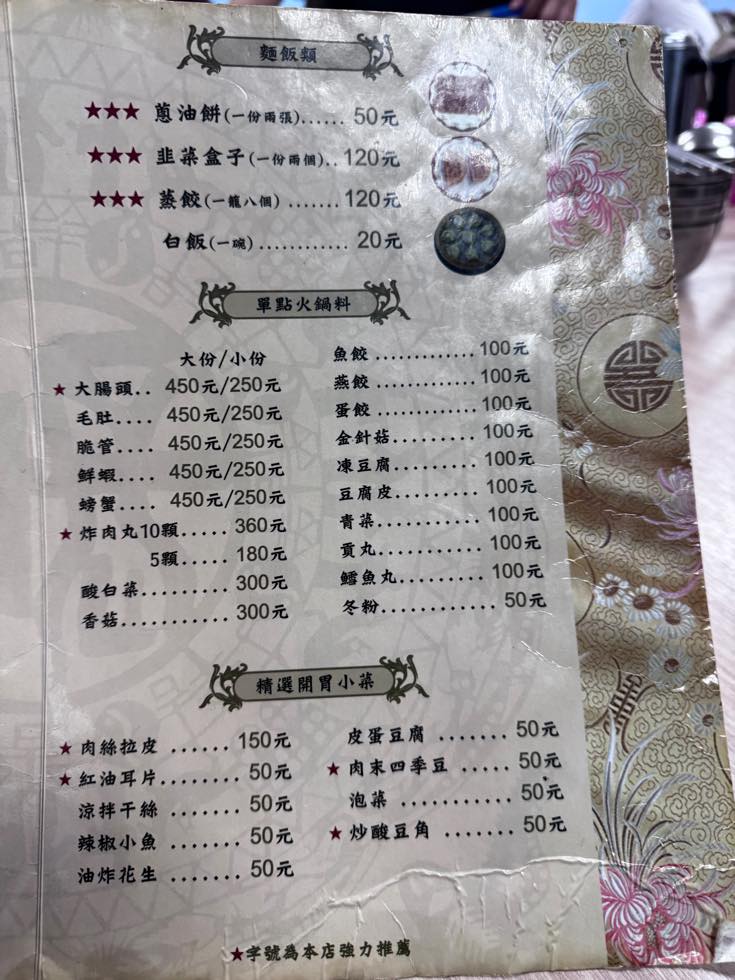 麵飯類
★★★ 蔥油餅(一份兩張)...... 50元
★★★ 韭菜盒子(一份兩個).. 120元
★★★ 蒸餃(一籠八個) ....... 120元
白飯(一碗) ............ 20元
單點火鍋料
大份/小份
★ 大腸頭.. 450元/250元
毛肚.... 450元/250元
脆管.... 450元/250元
鮮蝦.... 450元/250元
螃蟹.... 450元/250元
★ 炸肉丸10顆..... 360元
5顆..... 180元
酸白菜......... 300元
香菇........... 300元
魚餃 ............. 100元
燕餃 ............. 100元
蛋餃 ............. 100元
金針菇.......... 100元
凍豆腐.......... 100元
豆腐皮.......... 100元
青菜............. 100元
貢丸............. 100元
鱈魚丸.......... 100元
冬粉............. 50元
精選開胃小菜
★ 肉絲拉皮 ...... 150元
★ 紅油耳片........ 50元
涼拌干絲 ....... 50元
辣椒小魚 ....... 50元
油炸花生 ....... 50元
皮蛋豆腐 ....... 50元
★ 肉末四季豆 ..... 50元
泡菜 ........... 50元
★ 炒酸豆角 ....... 50元
★字號為本店強力推薦